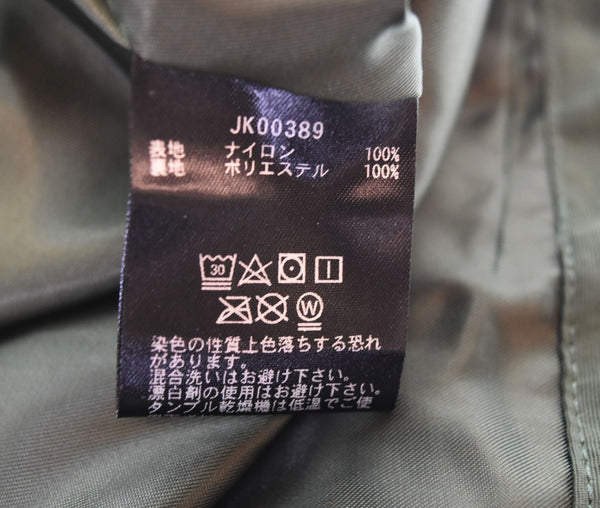 JK00389
表地 ナイロン 100%
裏地 ポリエステル 100%
30
W
染色の性質上色落ちする恐れ
があります。
混合洗いはお避け下さい。
漂白剤の使用はお避け下さい。
タンブル乾燥機は低温でご使